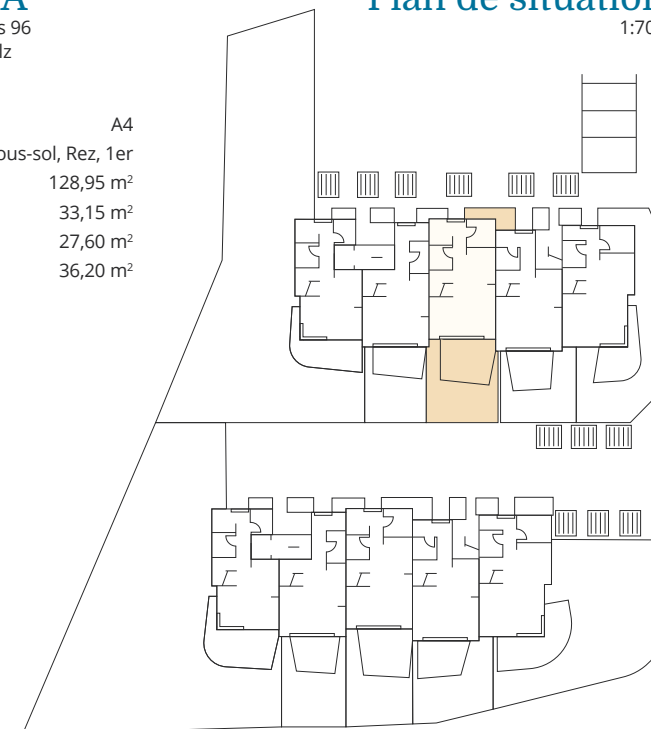 A
Plan de situation
s 96
1:70
lz
A4
ous-sol, Rez, 1er
128,95 m²
33,15 m²
27,60 m²
36,20 m²